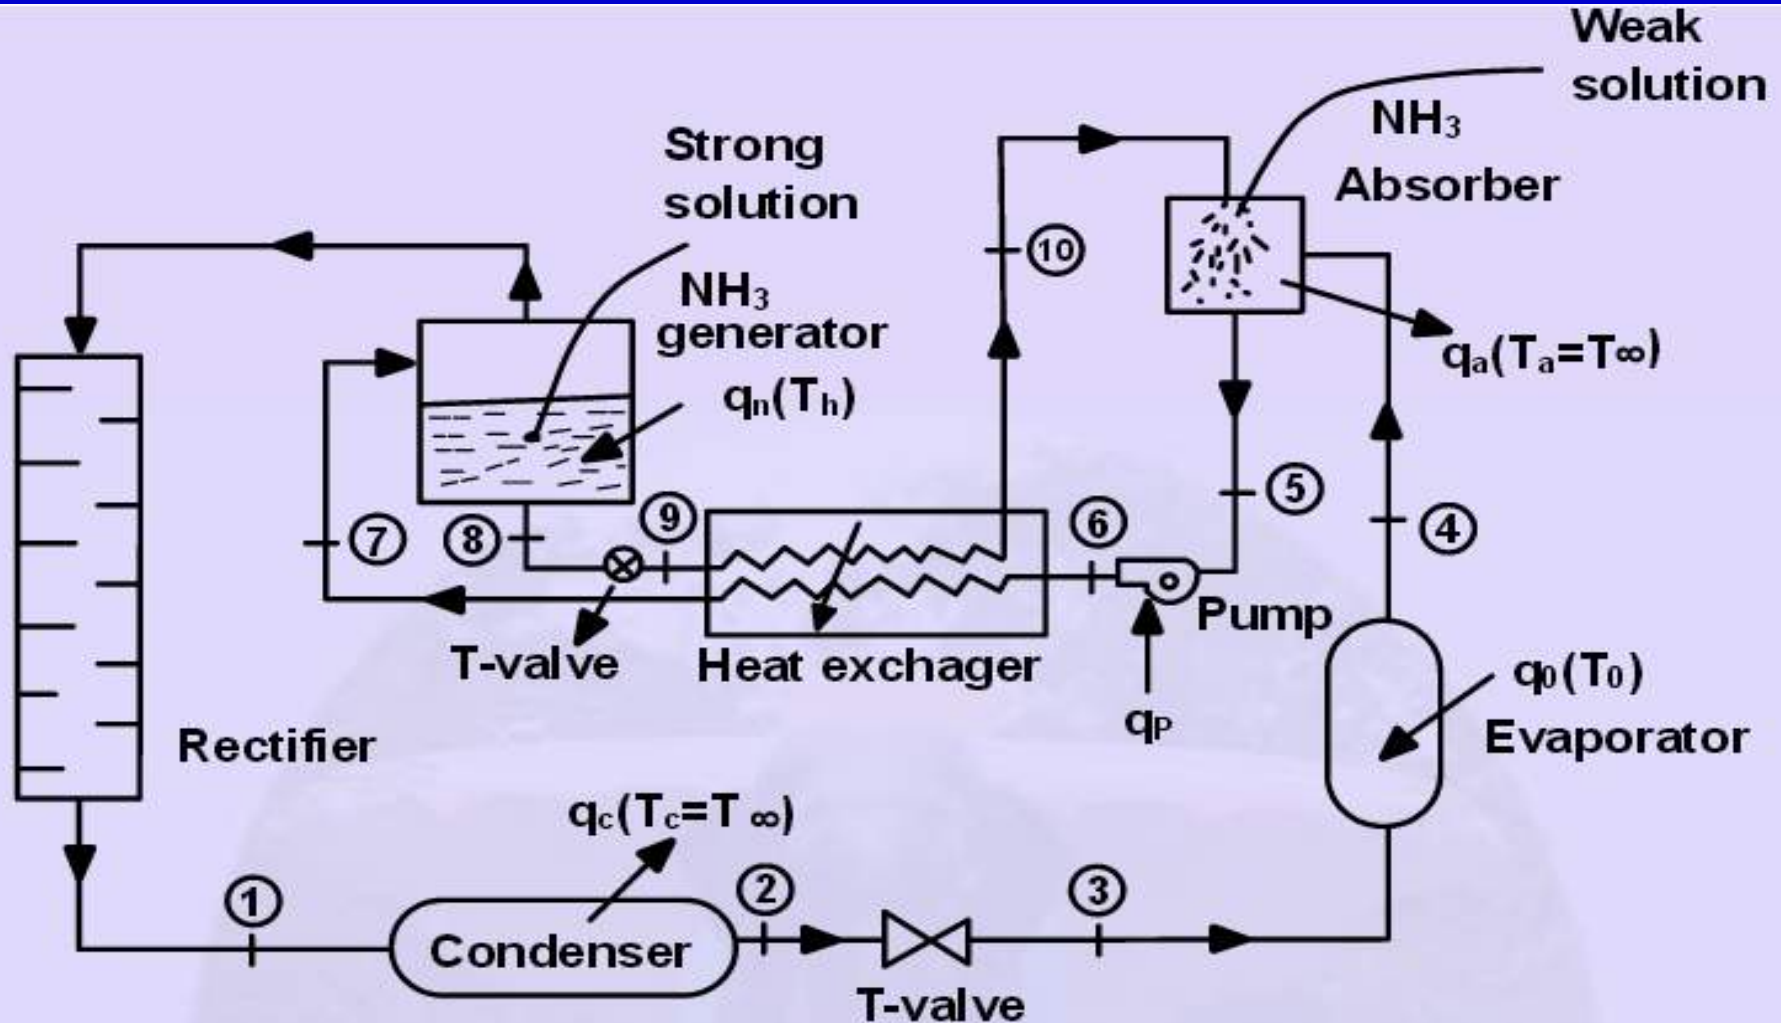 Weak
solution
NH₃
Absorber
Strong
solution
NH₃
generator
qn(Th)
10
qa(Ta=T∞)
5
4
9
8
7
6
Pump
T-valve
Heat exchager
qP
q0(T0)
Evaporator
Rectifier
qc(Tc=T ∞)
1
2
3
Condenser
T-valve